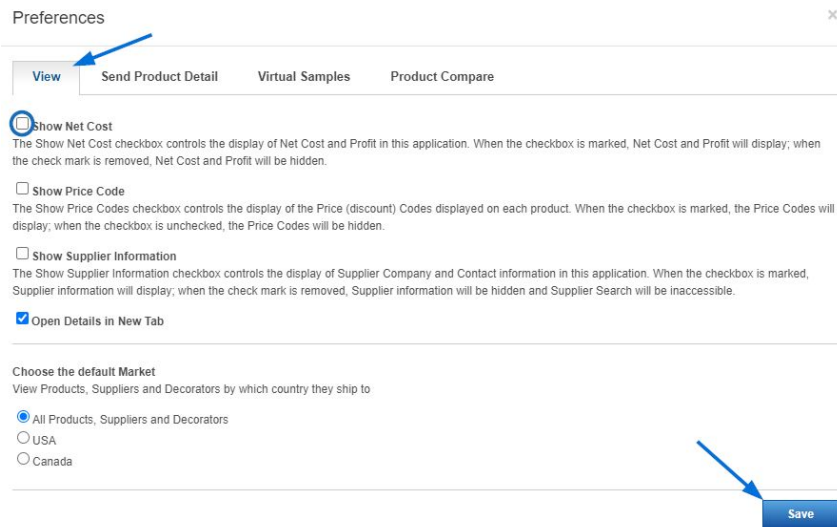 Preferences
×
View Send Product Detail Virtual Samples Product Compare
Show Net Cost
The Show Net Cost checkbox controls the display of Net Cost and Profit in this application. When the checkbox is marked, Net Cost and Profit will display; when
the check mark is removed, Net Cost and Profit will be hidden.
Show Price Code
The Show Price Codes checkbox controls the display of the Price (discount) Codes displayed on each product. When the checkbox is marked, the Price Codes will
display; when the checkbox is unchecked, the Price Codes will be hidden.
Show Supplier Information
The Show Supplier Information checkbox controls the display of Supplier Company and Contact information in this application. When the checkbox is marked,
Supplier information will display; when the check mark is removed, Supplier information will be hidden and Supplier Search will be inaccessible.
Open Details in New Tab
Choose the default Market
View Products, Suppliers and Decorators by which country they ship to
All Products, Suppliers and Decorators
USA
Canada
Save